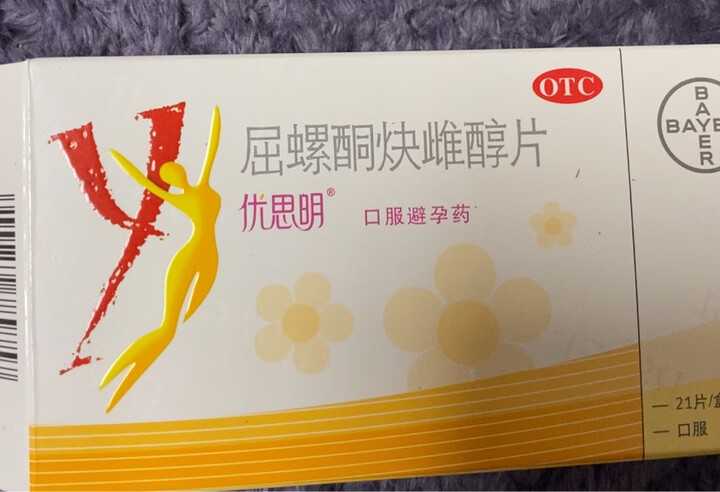 OTC
屈螺酮炔雌醇片
优思明®
口服避孕药
BAYER
BAYER
— 21片/盒
— 口服